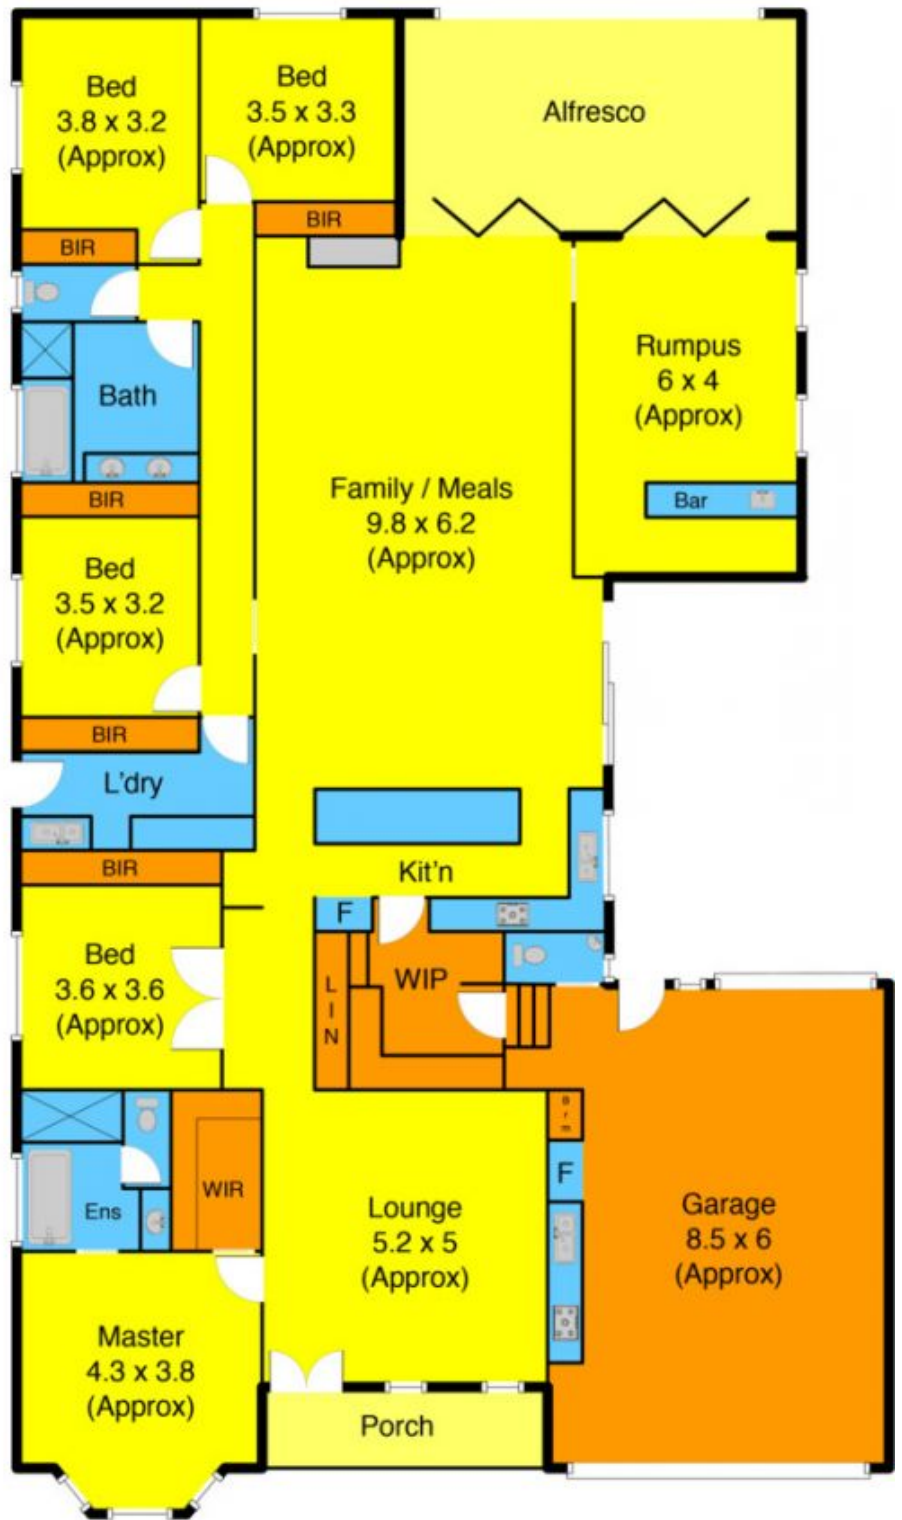 Bed
3.8 x 3.2
(Approx)
Bed
3.5 x 3.3
(Approx)
Alfresco
BIR
BIR
Rumpus
6 x 4
(Approx)
Bath
Family / Meals
9.8 x 6.2
(Approx)
BIR
Bar
Bed
3.5 x 3.2
(Approx)
BIR
L'dry
BIR
Kit'n
F
Bed
3.6 x 3.6
(Approx)
WIP
L
I
N
B
r
m
F
WIR
Ens
Lounge
5.2 x 5
(Approx)
Garage
8.5 x 6
(Approx)
Master
4.3 x 3.8
(Approx)
Porch